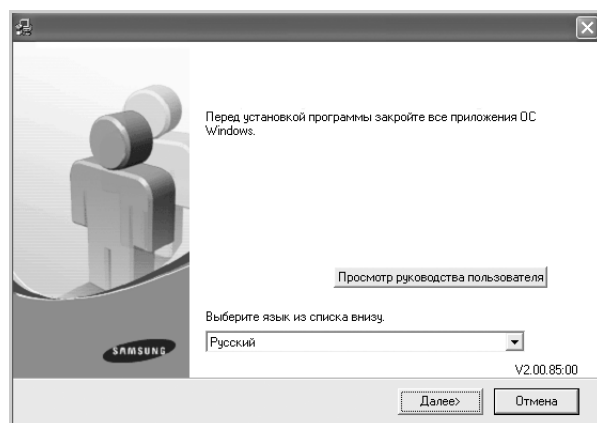 Перед установкой программы закройте все приложения ОС
Windows.
Просмотр руководства пользователя
Выберите язык из списка внизу.
Русский
SAMSUNG
V2.00.85:00
Далее>
Отмена